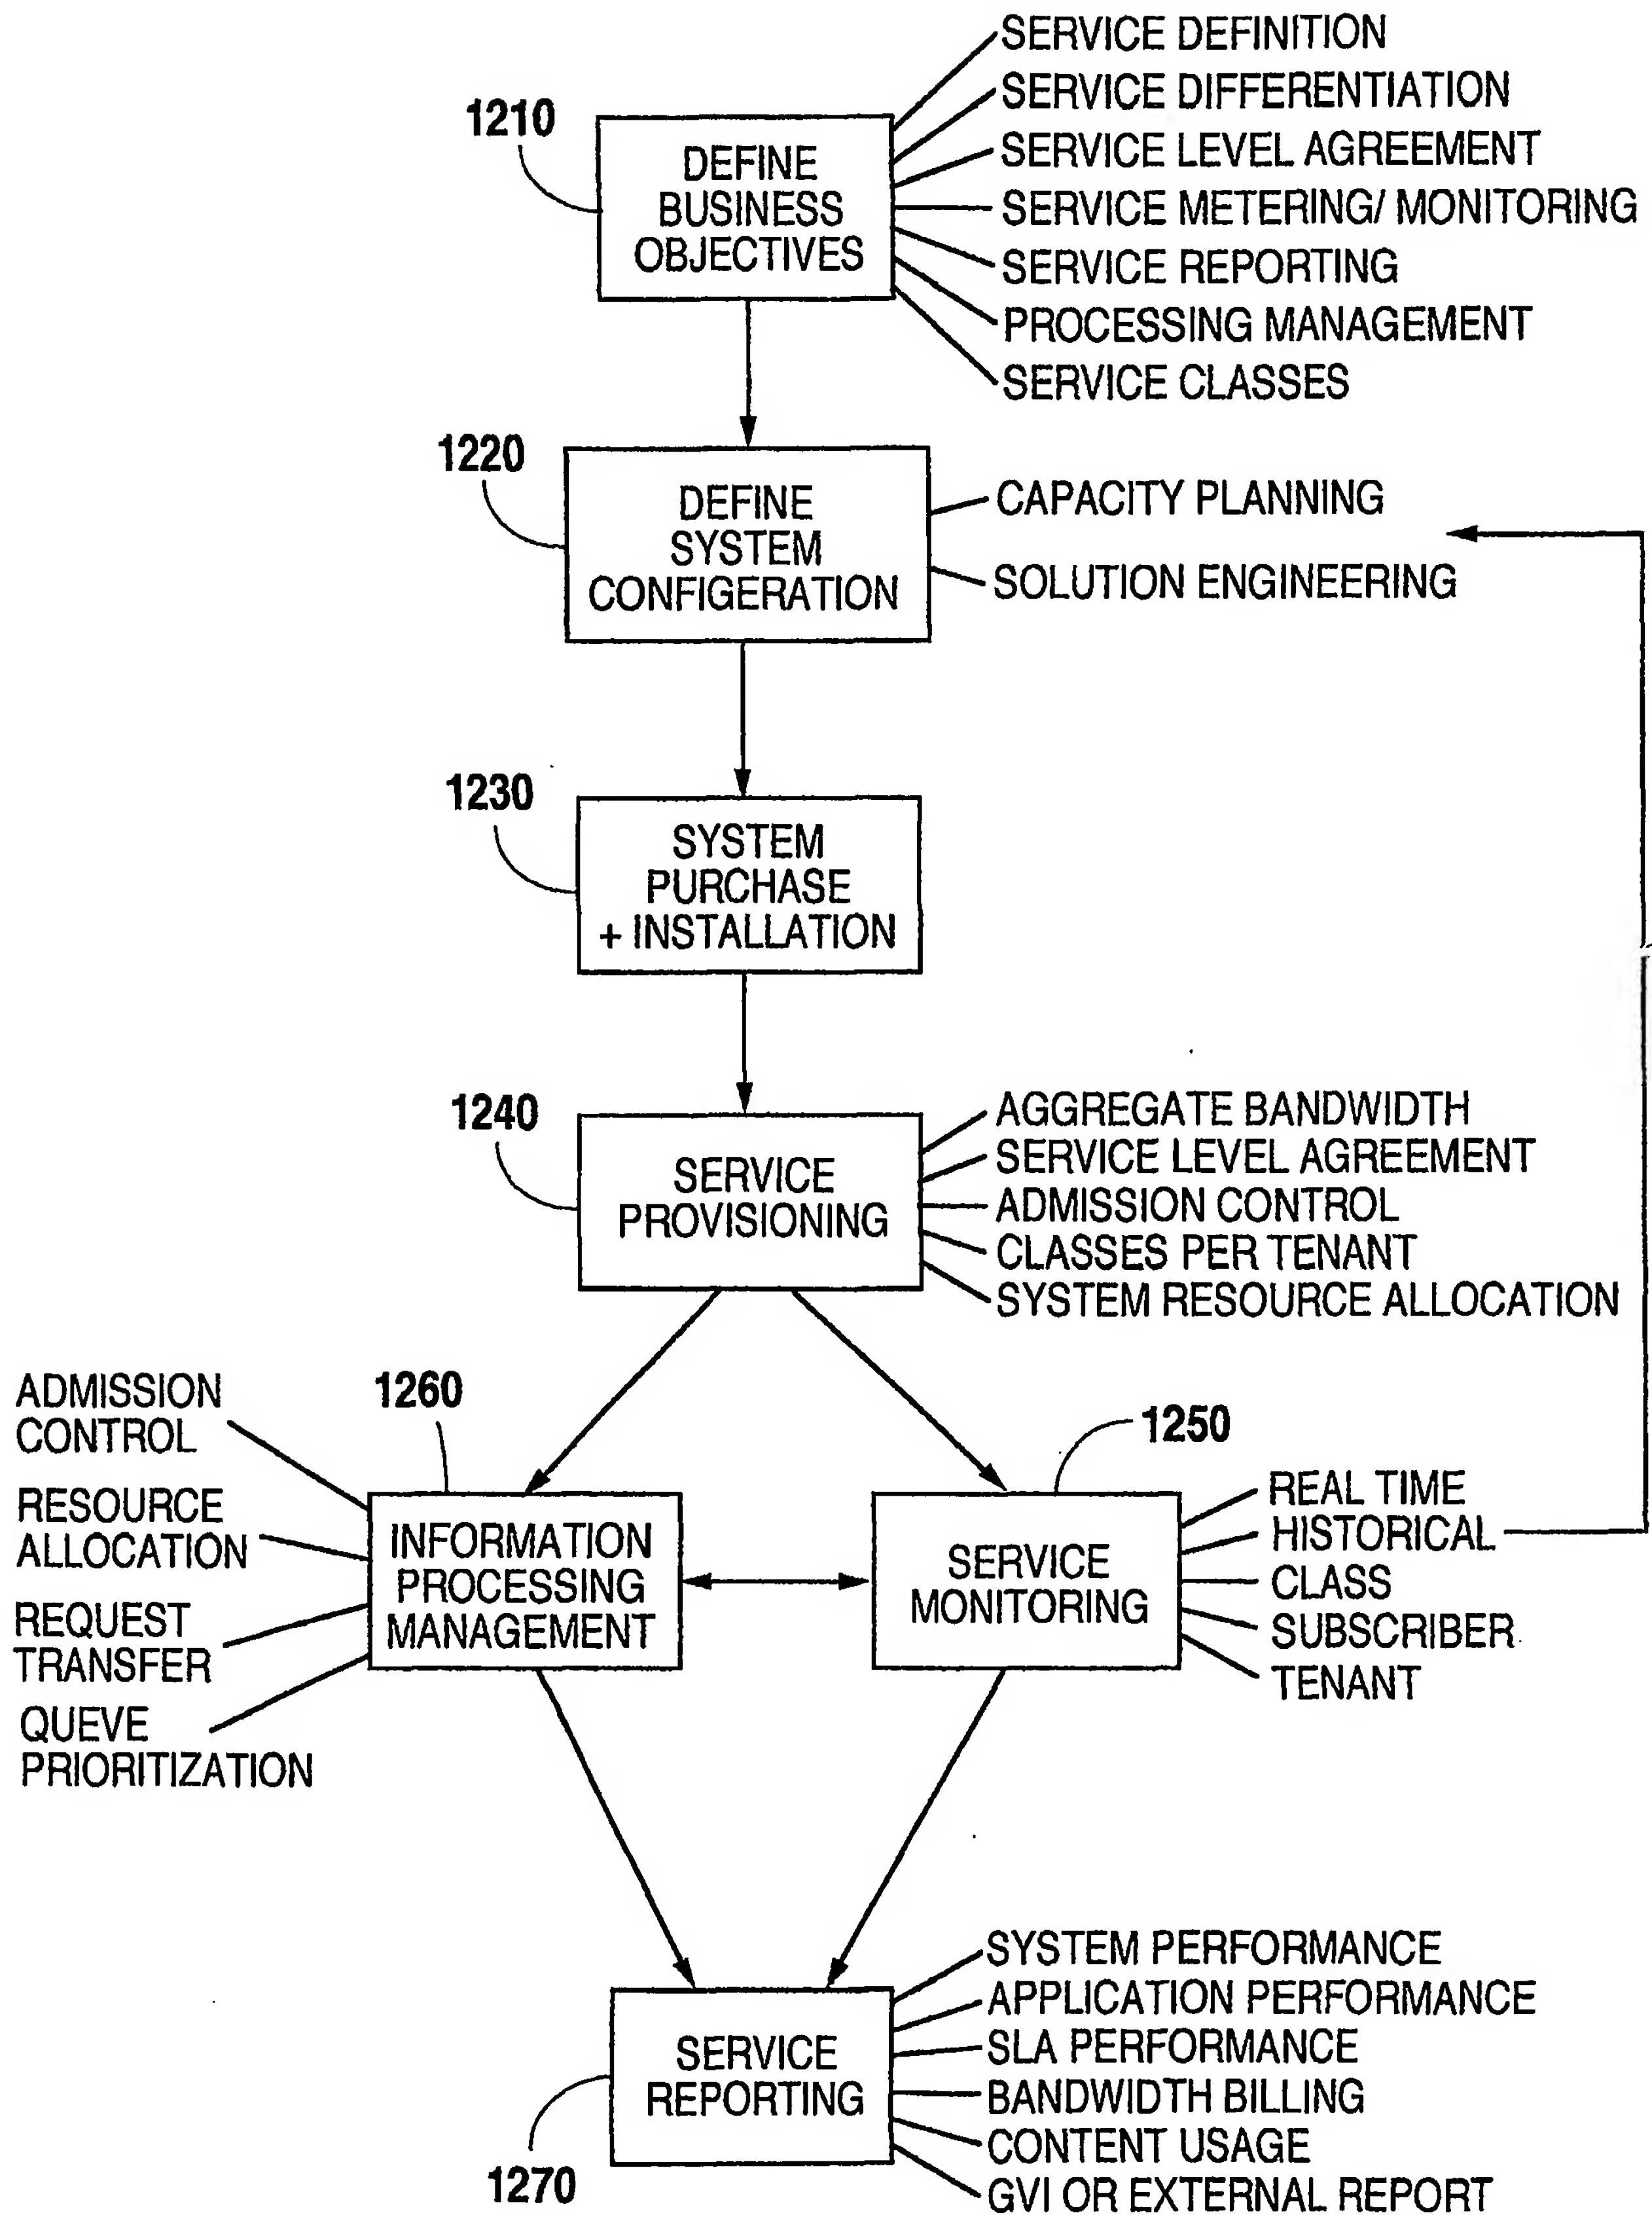 1210
DEFINE
BUSINESS
OBJECTIVES
SERVICE DEFINITION
SERVICE DIFFERENTIATION
SERVICE LEVEL AGREEMENT
SERVICE METERING/ MONITORING
SERVICE REPORTING
PROCESSING MANAGEMENT
SERVICE CLASSES
1220
DEFINE
SYSTEM
CONFIGERATION
CAPACITY PLANNING
SOLUTION ENGINEERING
1230
SYSTEM
PURCHASE
+ INSTALLATION
1240
SERVICE
PROVISIONING
AGGREGATE BANDWIDTH
SERVICE LEVEL AGREEMENT
ADMISSION CONTROL
CLASSES PER TENANT
SYSTEM RESOURCE ALLOCATION
ADMISSION
CONTROL
RESOURCE
ALLOCATION
REQUEST
TRANSFER
QUEVE
PRIORITIZATION
1260
INFORMATION
PROCESSING
MANAGEMENT
1250
SERVICE
MONITORING
REAL TIME
HISTORICAL
CLASS
SUBSCRIBER
TENANT
1270
SERVICE
REPORTING
SYSTEM PERFORMANCE
APPLICATION PERFORMANCE
SLA PERFORMANCE
BANDWIDTH BILLING
CONTENT USAGE
GVI OR EXTERNAL REPORT